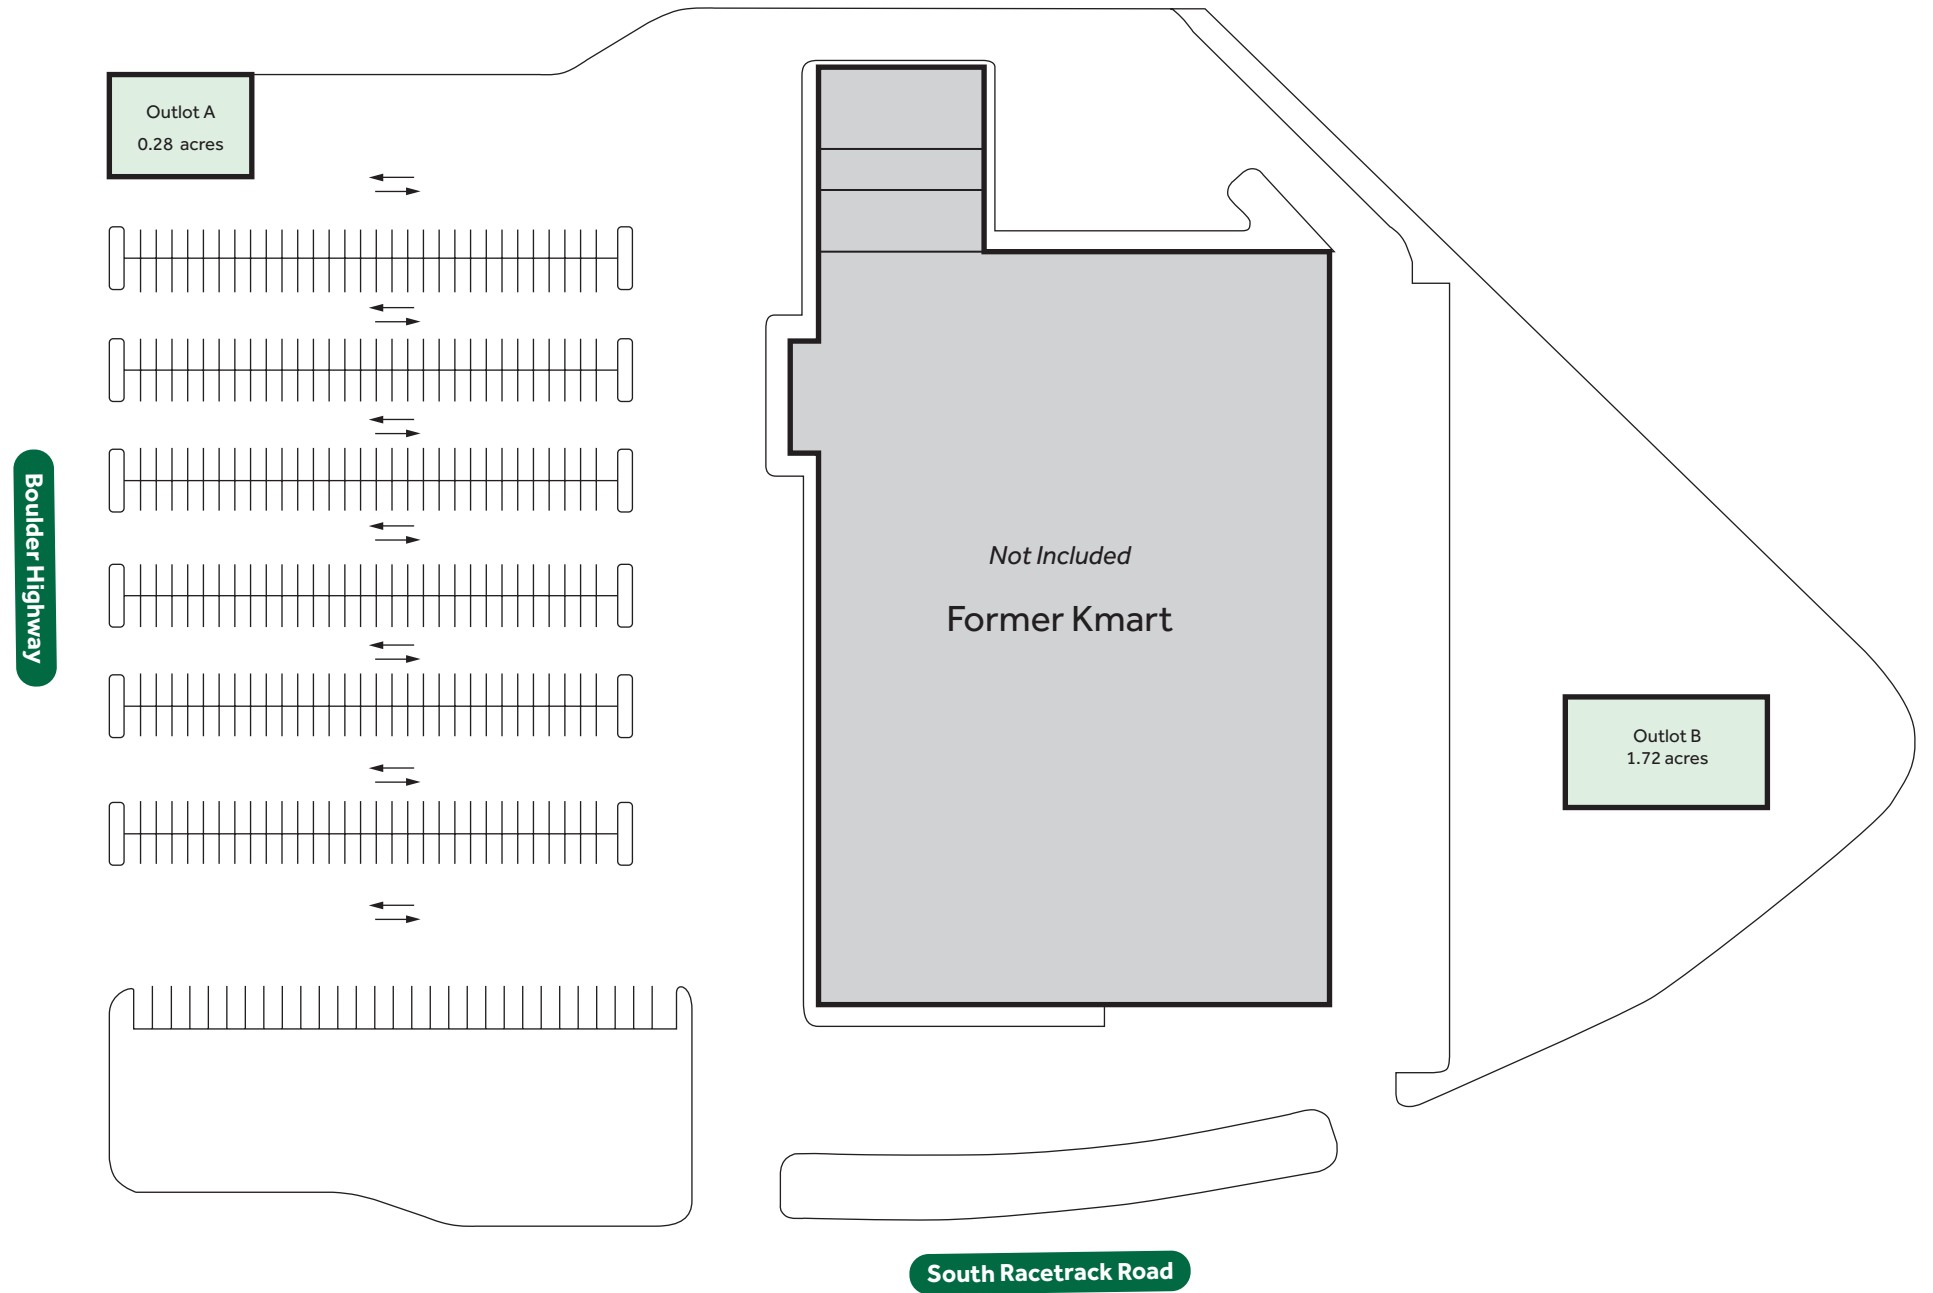 Outlot A
0.28 acres
Boulder Highway
Not Included
Former Kmart
Outlot B
1.72 acres
South Racetrack Road